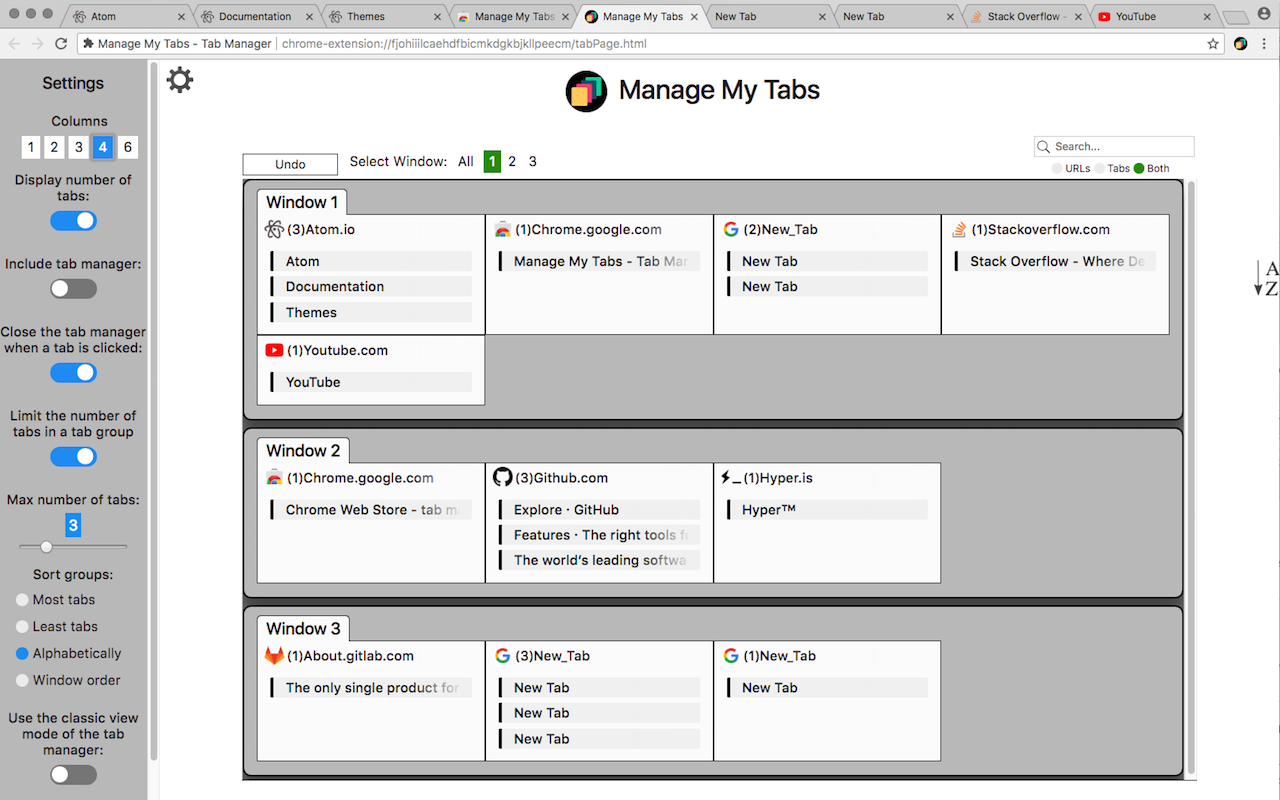 Atom
Documentation
Themes
Manage My Tabs
Manage My Tabs
New Tab
New Tab
Stack Overflow -
YouTube
Manage My Tabs - Tab Manager
chrome-extension://fjohiiilcaehdfbicmkdgkbjkllpeecm/tabPage.html
Settings
Columns
1 2 3 4 6
Display number of
tabs:
Include tab manager:
Close the tab manager
when a tab is clicked:
Limit the number of
tabs in a tab group
Max number of tabs:
3
Sort groups:
Most tabs
Least tabs
Alphabetically
Window order
Use the classic view
mode of the tab
manager:
Manage My Tabs
Undo
Select Window: All 1 2 3
Search...
URLs Tabs Both
A
Z
Window 1
(3)Atom.io
Atom
Documentation
Themes
(1)Chrome.google.com
Manage My Tabs - Tab Mar
(2)New_Tab
New Tab
New Tab
(1)Stackoverflow.com
Stack Overflow - Where De
(1)Youtube.com
YouTube
Window 2
(1)Chrome.google.com
Chrome Web Store - tab m
(3)Github.com
Explore · GitHub
Features · The right tools f
The world's leading softwa
(1)Hyper.is
Hyper™
Window 3
(1)About.gitlab.com
The only single product for
(3)New_Tab
New Tab
New Tab
New Tab
(1)New_Tab
New Tab